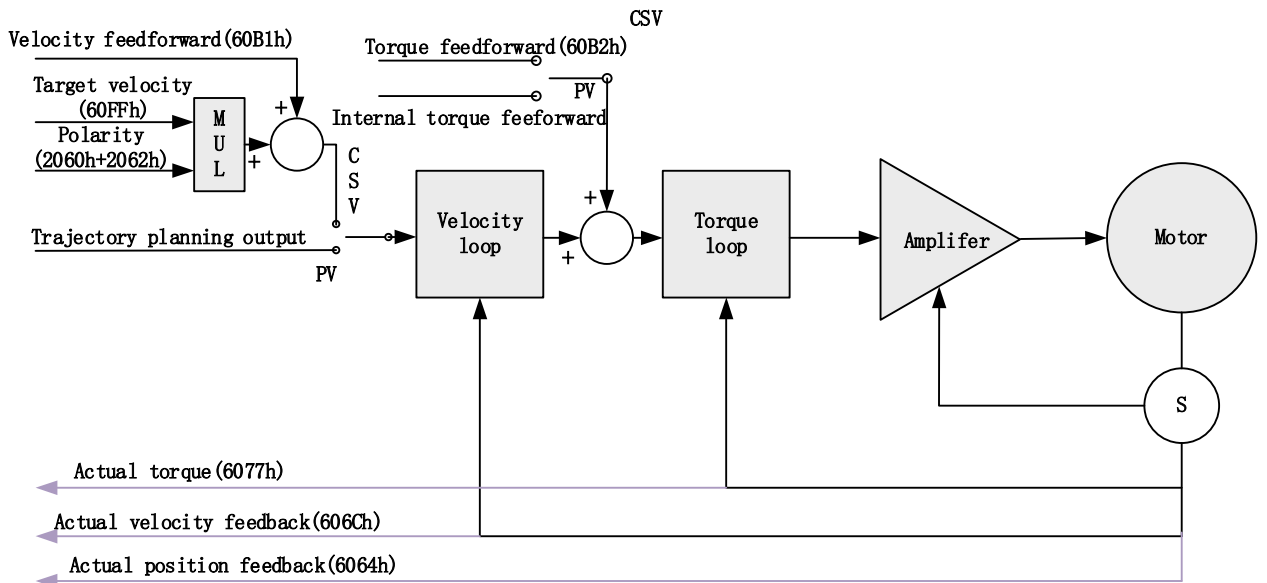 CSV
Velocity feedforward(60B1h)
Torque feedforward(60B2h)
Target velocity
(60FFh)
PV
Internal torque feeforward
Polarity
(2060h+2062h)
M
U
L
+
+
C
S
V
Trajectory planning output
PV
Velocity
loop
+
+
Torque
loop
Amplifer
Motor
S
Actual torque(6077h)
Actual velocity feedback(606Ch)
Actual position feedback(6064h)